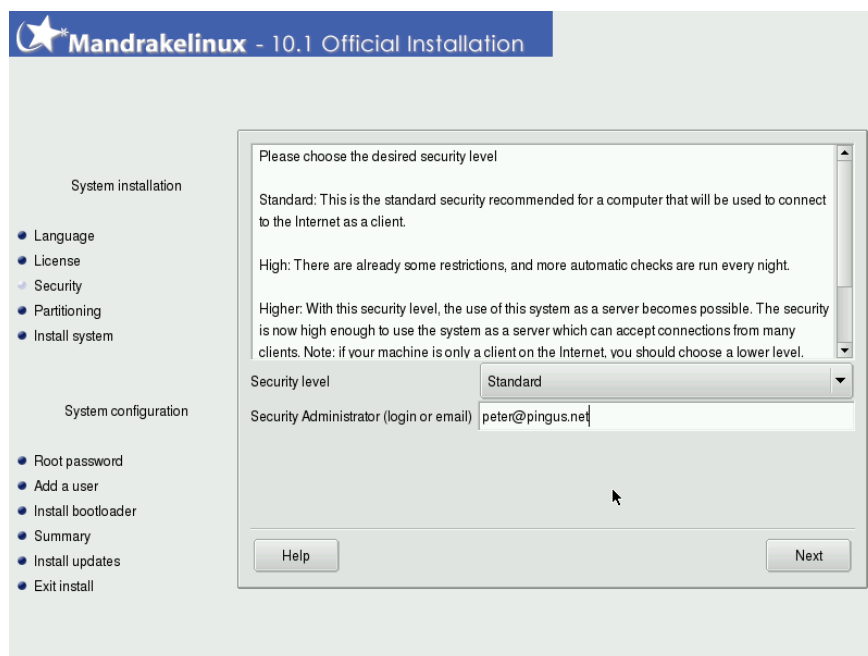 Mandrakelinux - 10.1 Official Installation
System installation
Language
License
Security
Partitioning
Install system
System configuration
Root password
Add a user
Install bootloader
Summary
Install updates
Exit install
Please choose the desired security level
Standard: This is the standard security recommended for a computer that will be used to connect
to the Internet as a client.
High: There are already some restrictions, and more automatic checks are run every night.
Higher: With this security level, the use of this system as a server becomes possible. The security
is now high enough to use the system as a server which can accept connections from many
clients. Note: if your machine is only a client on the Internet, you should choose a lower level.
Security level
Standard
Security Administrator (login or email)
peter@pingus.net
Help
Next